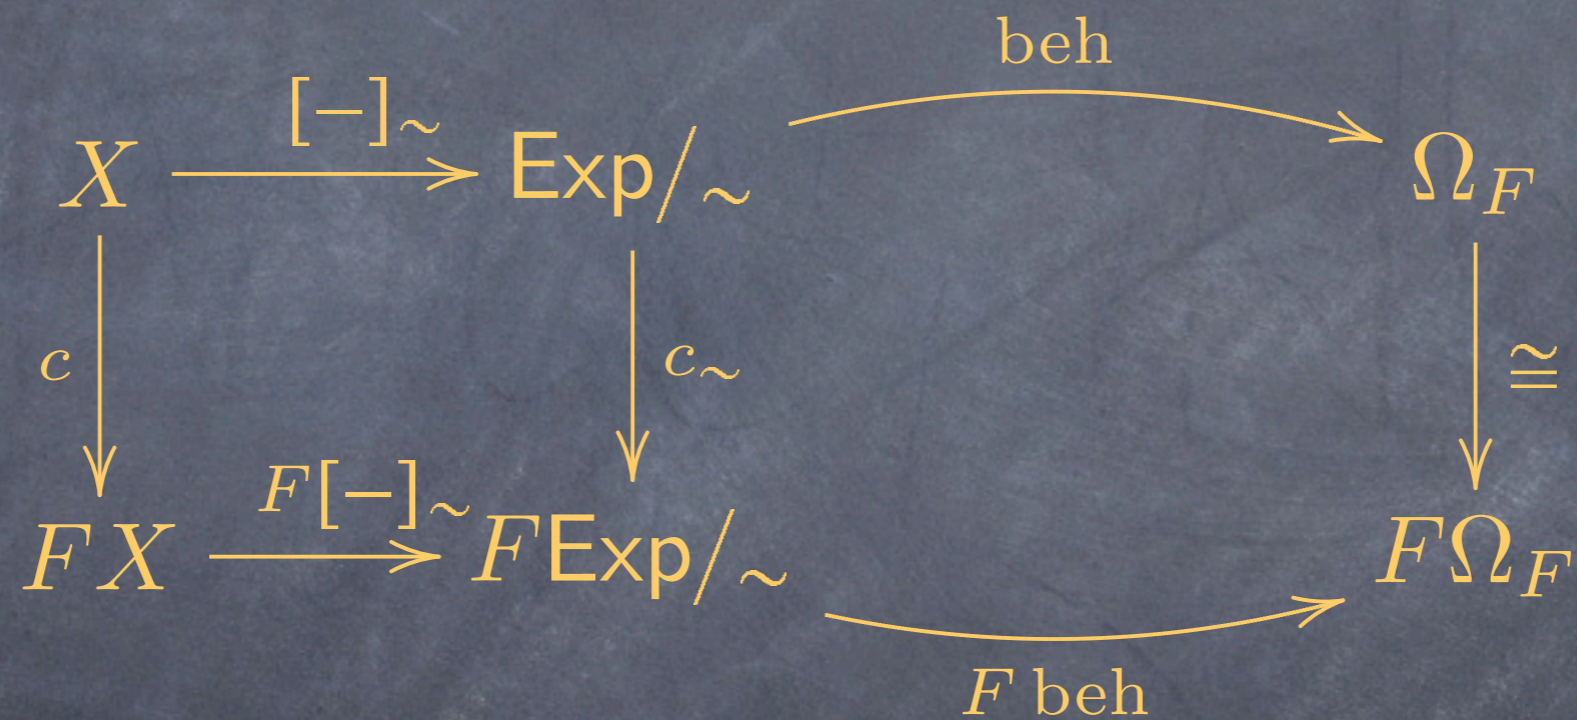 beh
[−]∼
X Exp/∼ Ω_F
c c∼ ≅
F[−]∼
FX FExp/∼ FΩ_F
F beh